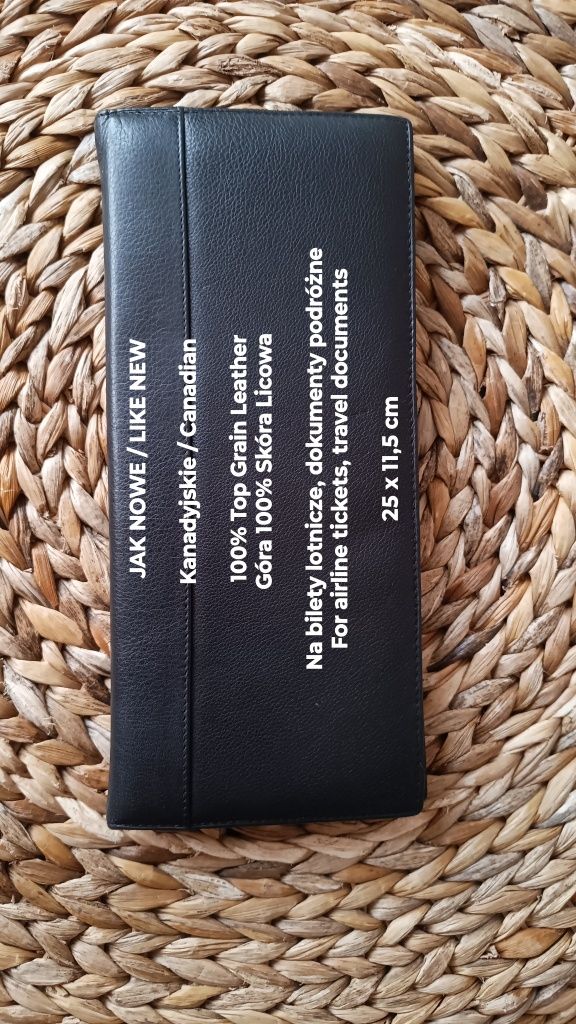 JAK NOWE / LIKE NEW
Kanadyjskie / Canadian
100% Top Grain Leather
Góra 100% Skóra Licowa
Na bilety lotnicze, dokumenty podróżne
For airline tickets, travel documents
25 x 11,5 cm